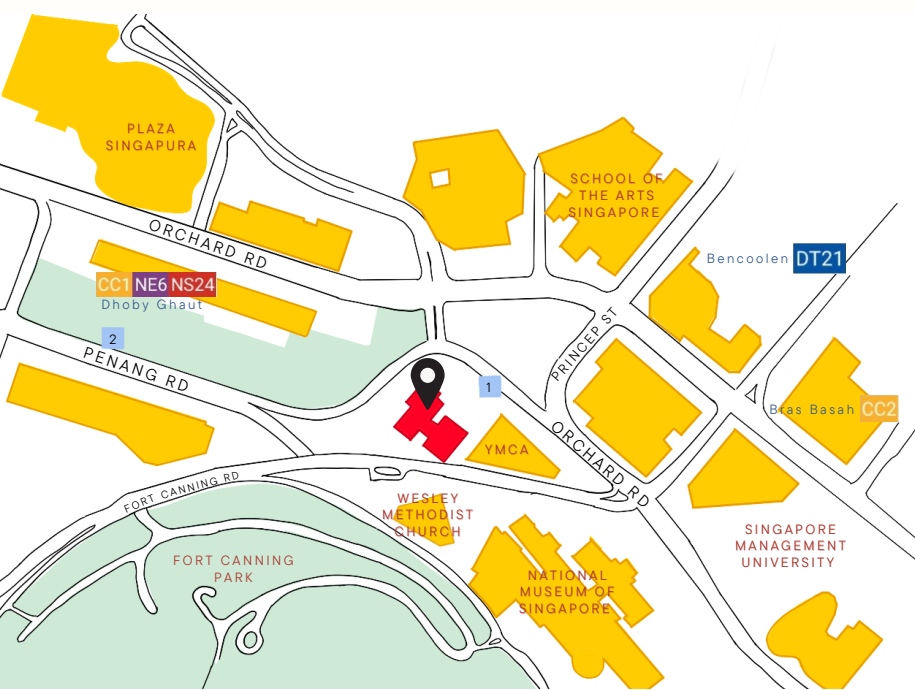 PLAZA
SINGAPURA
SCHOOL OF
THE ARTS
SINGAPORE
ORCHARD RD
Bencoolen DT21
CC1 NE6 NS24
Dhoby Ghaut
2
PENANG RD
PRINCEP ST
1
Bras Basah CC2
ORCHARD RD
YMCA
FORT CANNING RD
WESLEY
METHODIST
CHURCH
SINGAPORE
MANAGEMENT
UNIVERSITY
FORT CANNING
PARK
NATIONAL
MUSEUM OF
SINGAPORE